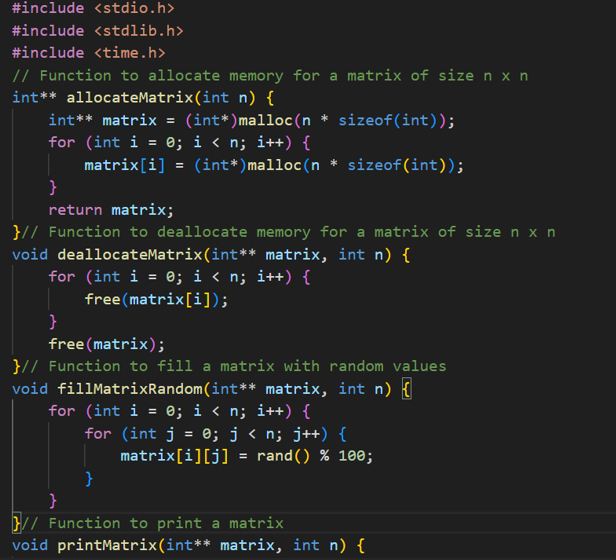 #include <stdio.h>
#include <stdlib.h>
#include <time.h>
// Function to allocate memory for a matrix of size n x n
int** allocateMatrix(int n) {
    int** matrix = (int*)malloc(n * sizeof(int));
    for (int i = 0; i < n; i++) {
        matrix[i] = (int*)malloc(n * sizeof(int));
    }
    return matrix;
}// Function to deallocate memory for a matrix of size n x n
void deallocateMatrix(int** matrix, int n) {
    for (int i = 0; i < n; i++) {
        free(matrix[i]);
    }
    free(matrix);
}// Function to fill a matrix with random values
void fillMatrixRandom(int** matrix, int n) {
    for (int i = 0; i < n; i++) {
        for (int j = 0; j < n; j++) {
            matrix[i][j] = rand() % 100;
        }
    }
}// Function to print a matrix
void printMatrix(int** matrix, int n) {